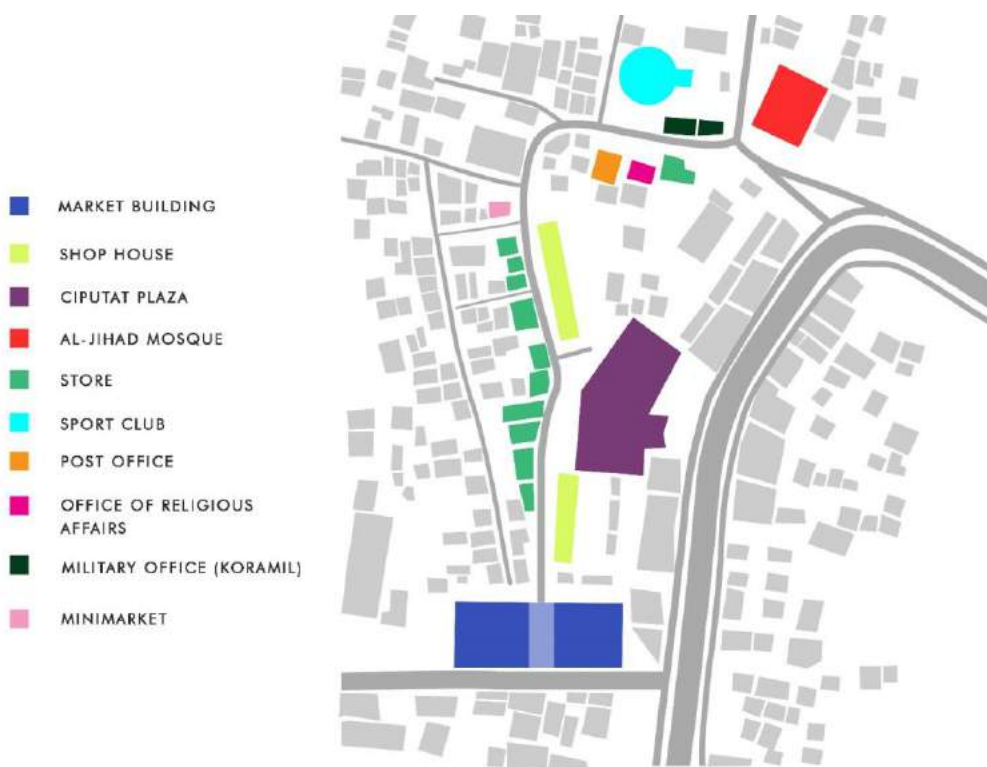 MARKET BUILDING
SHOP HOUSE
CIPUTAT PLAZA
AL-JIHAD MOSQUE
STORE
SPORT CLUB
POST OFFICE
OFFICE OF RELIGIOUS
AFFAIRS
MILITARY OFFICE (KORAMIL)
MINIMARKET